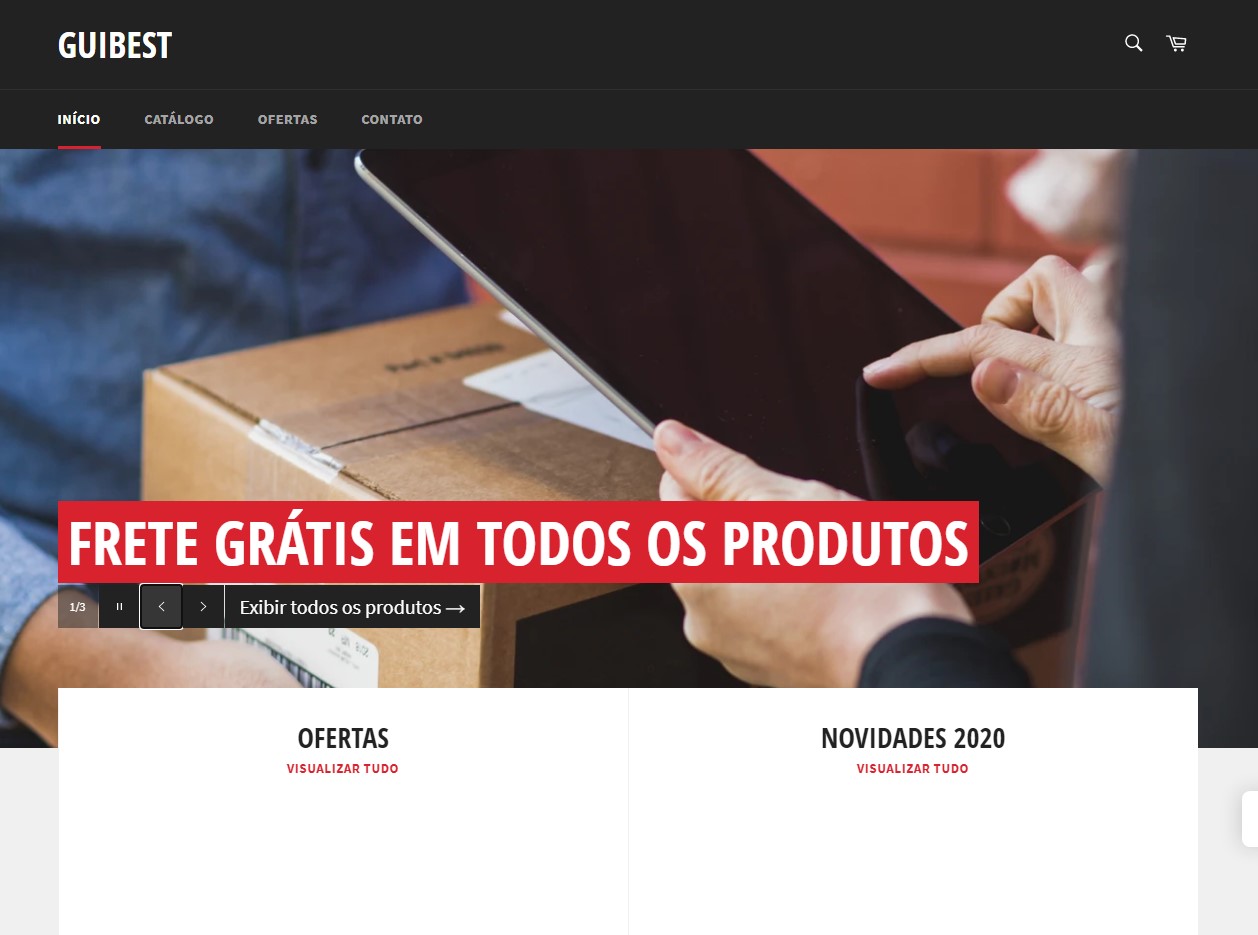 GUIBEST
INÍCIO CATÁLOGO OFERTAS CONTATO
FRETE GRÁTIS EM TODOS OS PRODUTOS
1/3 Exibir todos os produtos →
OFERTAS
VISUALIZAR TUDO
NOVIDADES 2020
VISUALIZAR TUDO